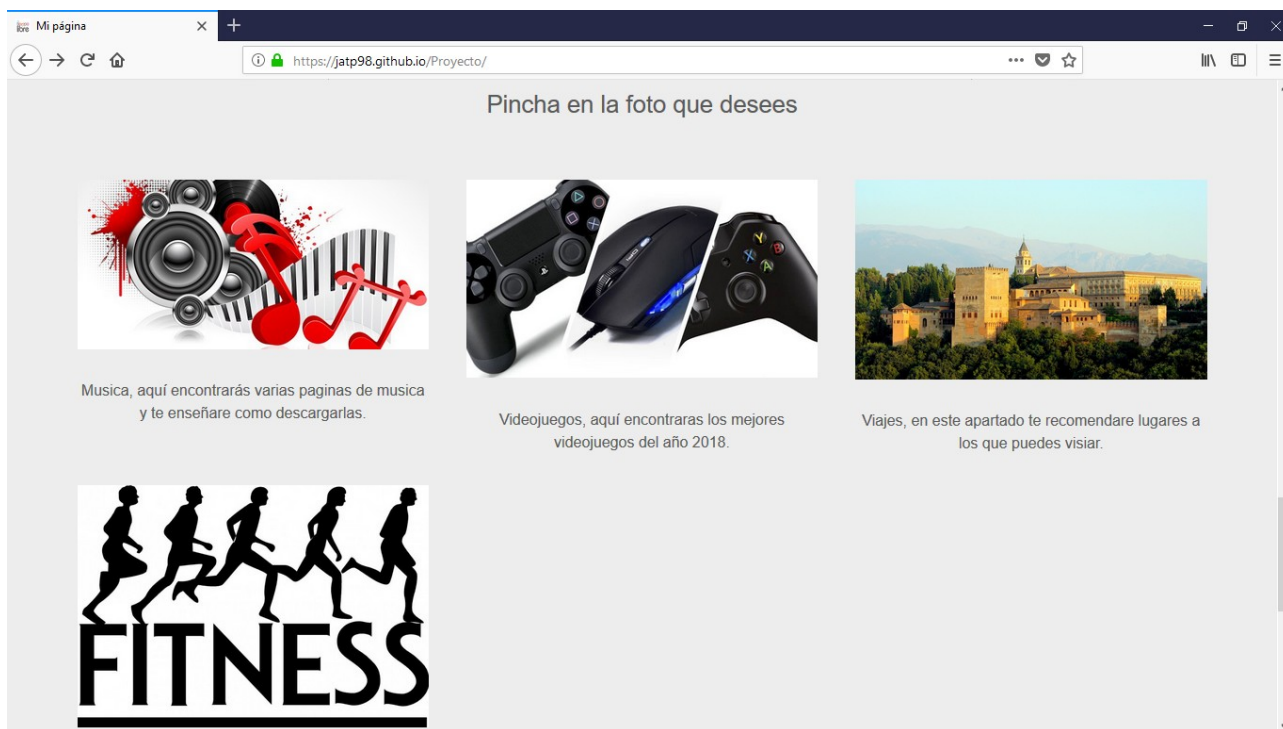 Mi página
https://jatp98.github.io/Proyecto/
Pincha en la foto que desees
Musica, aquí encontrarás varias paginas de musica
y te enseñare como descargarlas.
Videojuegos, aquí encontraras los mejores
videojuegos del año 2018.
Viajes, en este apartado te recomendare lugares a
los que puedes visiar.
FITNESS